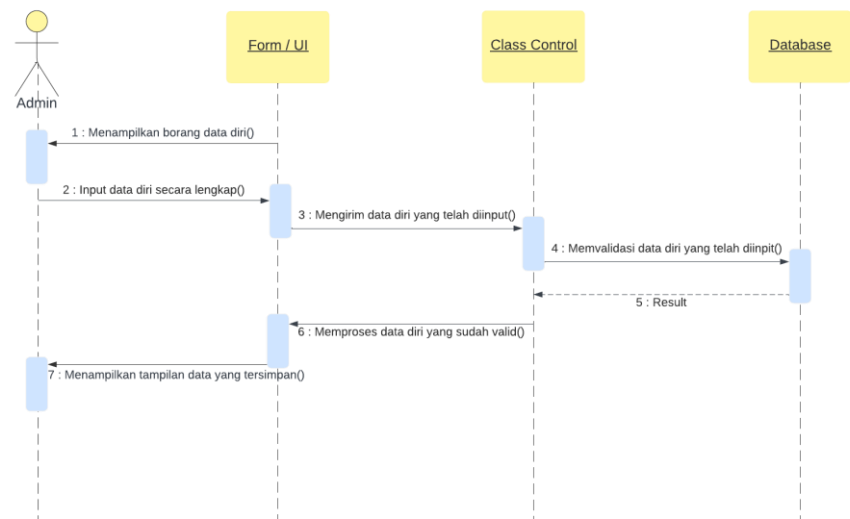 Form / UI
Class Control
Database
Admin
1 : Menampilkan borang data diri()
2 : Input data diri secara lengkap()
3 : Mengirim data diri yang telah diinput()
4 : Memvalidasi data diri yang telah diinpit()
5 : Result
6 : Memproses data diri yang sudah valid()
7 : Menampilkan tampilan data yang tersimpan()